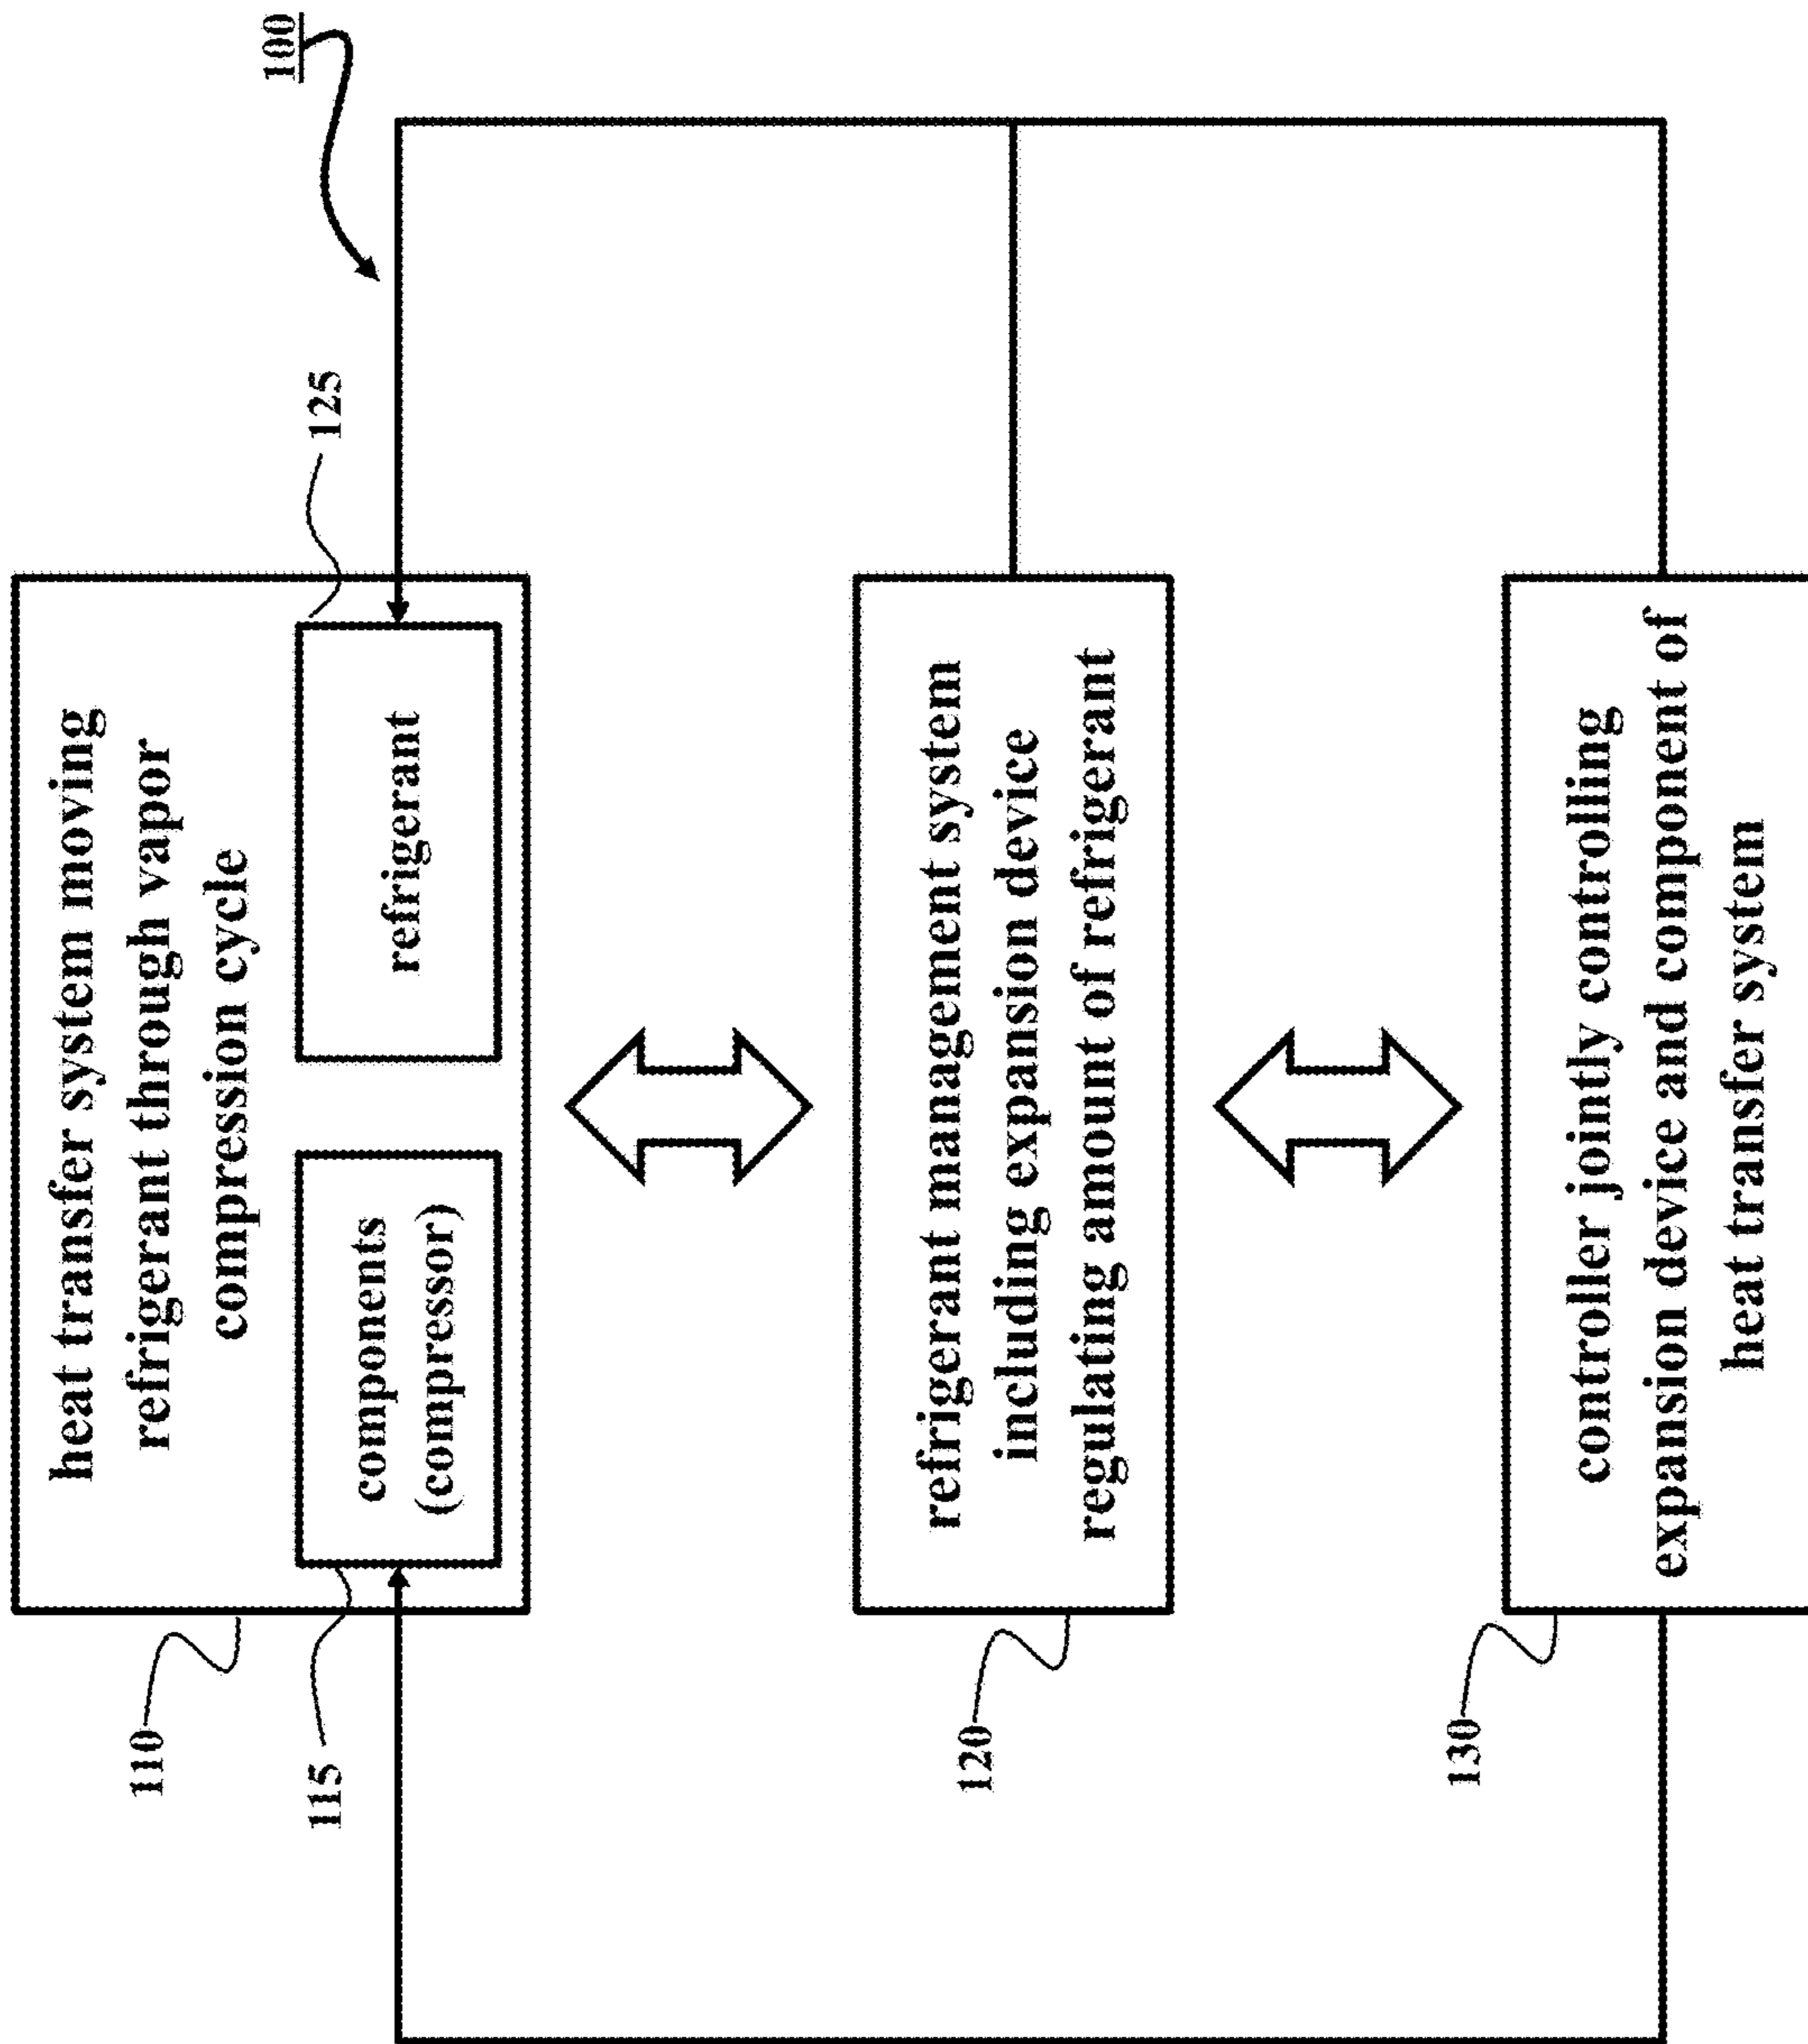 100
110
heat transfer system moving
refrigerant through vapor
compression cycle
115
components
(compressor)
refrigerant
125
120
refrigerant management system
including expansion device
regulating amount of refrigerant
130
controller jointly controlling
expansion device and component of
heat transfer system